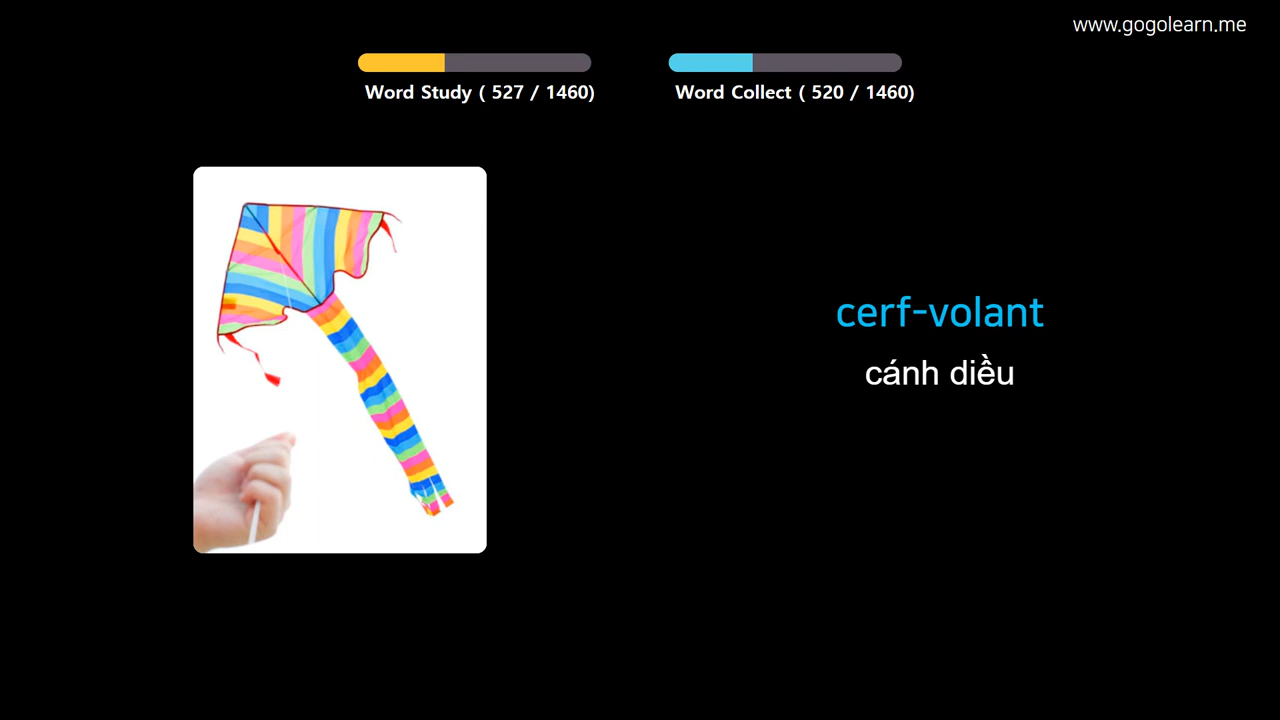 www.gogolearn.me
Word Study ( 527 / 1460)
Word Collect ( 520 / 1460)
cerf-volant
cánh diều